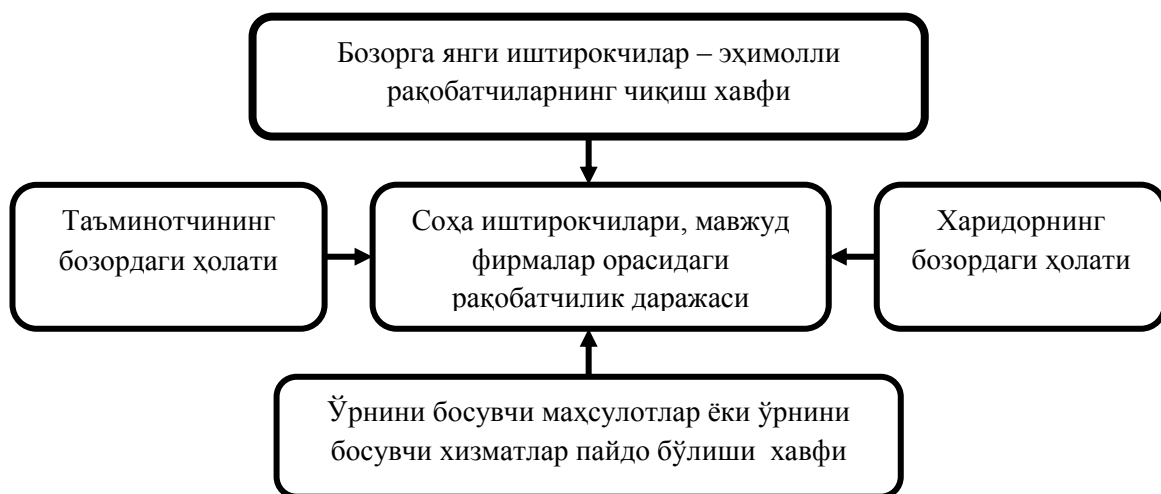 Бозорга янги иштирокчилар – эҳимолли
рақобатчиларнинг чиқиш хавфи
Таъминотчининг
бозордаги ҳолати
Соҳа иштирокчилари, мавжуд
фирмалар орасидаги
рақобатчилик даражаси
Харидорнинг
бозордаги ҳолати
Ўрнини босувчи маҳсулотлар ёки ўрнини
босувчи хизматлар пайдо бўлиши хавфи